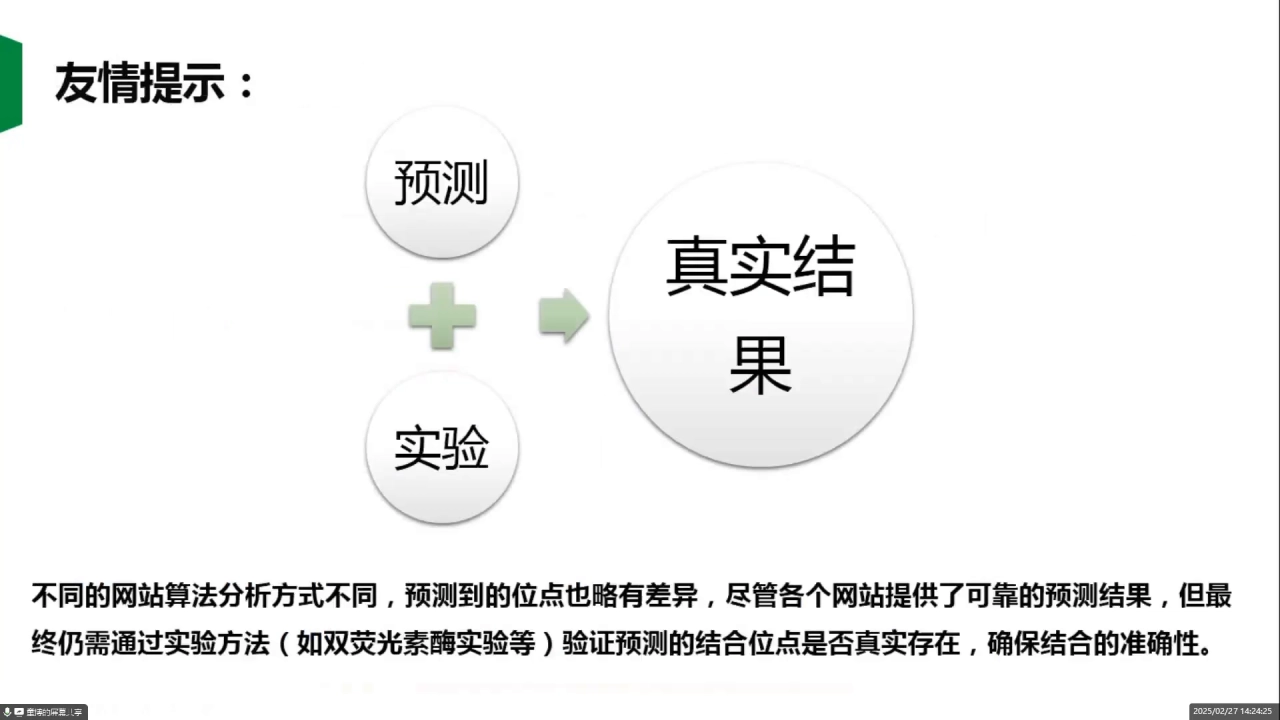 友情提示：
预测
实验
真实结
果
不同的网站算法分析方式不同，预测到的位点也略有差异，尽管各个网站提供了可靠的预测结果，但最
终仍需通过实验方法（如双荧光素酶实验等）验证预测的结合位点是否真实存在，确保结合的准确性。
的屏幕共享
2025/02/27 14:24:25